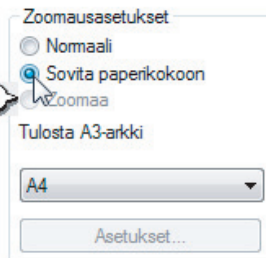 Zoomausasetukset
Normaali
Sovita paperikokoon
Zoomaa
Tulosta A3-arkki
A4
Asetukset...